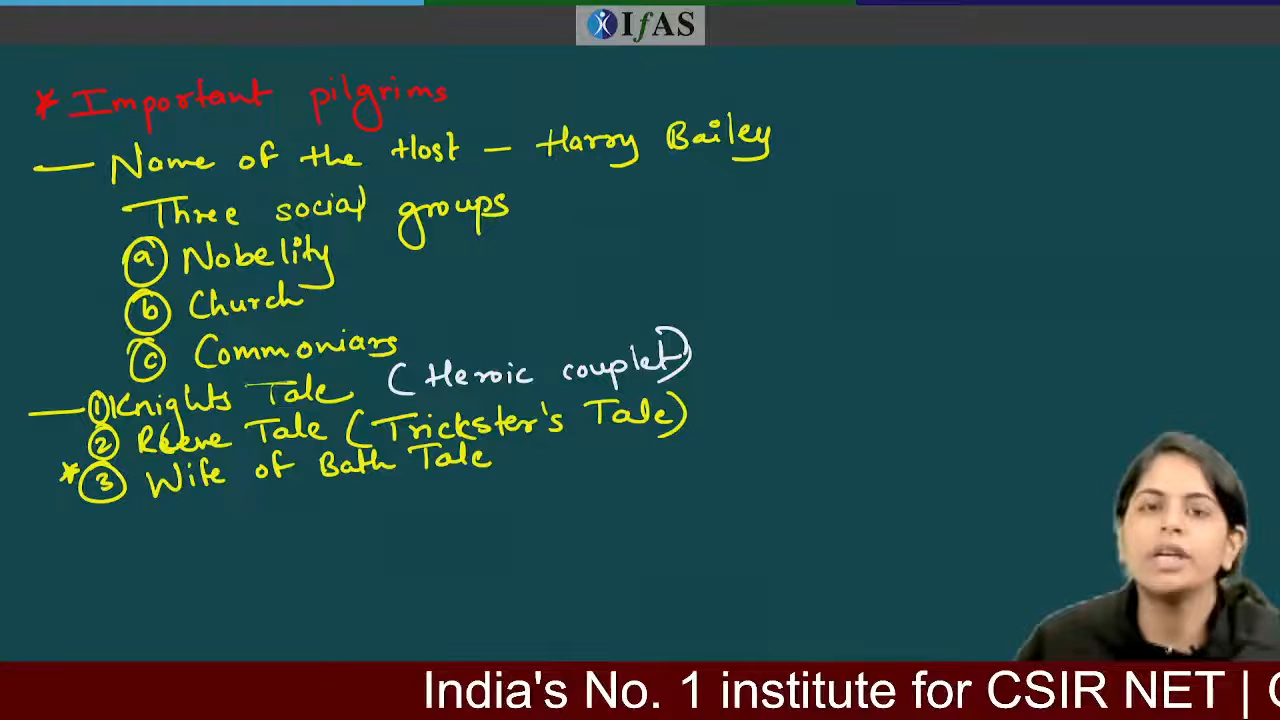 IfAS
* Important pilgrims
— Name of the Host – Harry Bailey
Three social groups
(a) Nobelity
(b) Church
(c) Commoniars
— (1) Knights Tale (Heroic couplet)
(2) Reeve Tale (Trickster's Tale)
* (3) Wife of Bath Tale
India's No. 1 institute for CSIR NET |